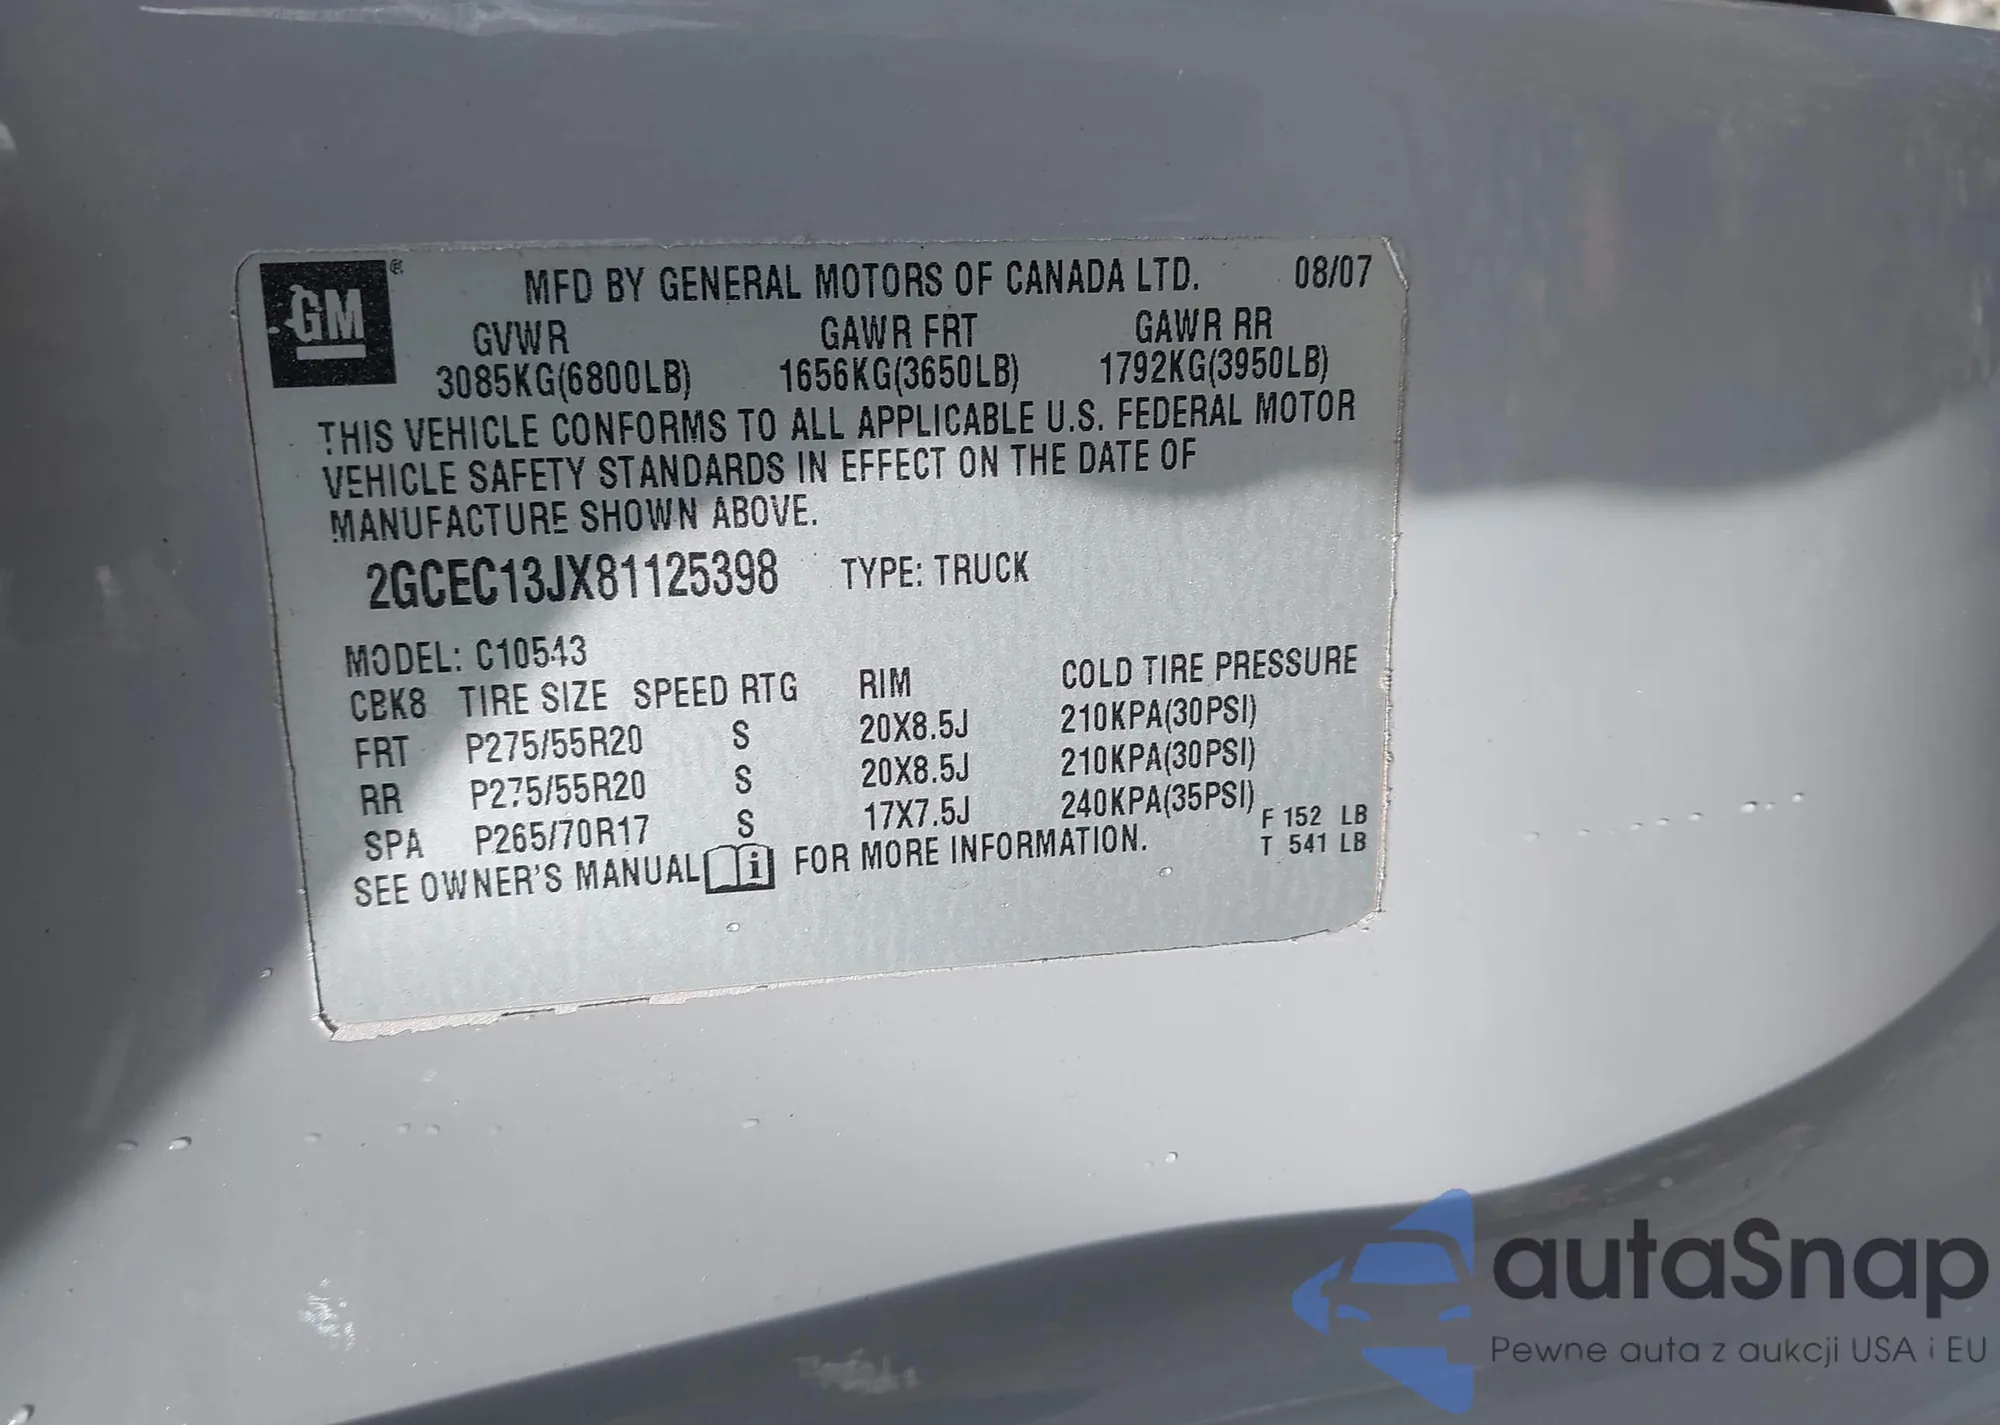 GM®
MFD BY GENERAL MOTORS OF CANADA LTD. 08/07
GVWR GAWR FRT GAWR RR
3085KG(6800LB) 1656KG(3650LB) 1792KG(3950LB)
THIS VEHICLE CONFORMS TO ALL APPLICABLE U.S. FEDERAL MOTOR
VEHICLE SAFETY STANDARDS IN EFFECT ON THE DATE OF
MANUFACTURE SHOWN ABOVE.
2GCEC13JX81125398 TYPE: TRUCK
MODEL: C10543
CBK8 TIRE SIZE SPEED RTG RIM COLD TIRE PRESSURE
FRT P275/55R20 S 20X8.5J 210KPA(30PSI)
RR P275/55R20 S 20X8.5J 210KPA(30PSI)
SPA P265/70R17 S 17X7.5J 240KPA(35PSI) F 152 LB
SEE OWNER'S MANUAL i FOR MORE INFORMATION. T 541 LB
autaSnap
Pewne auta z aukcji USA i EU